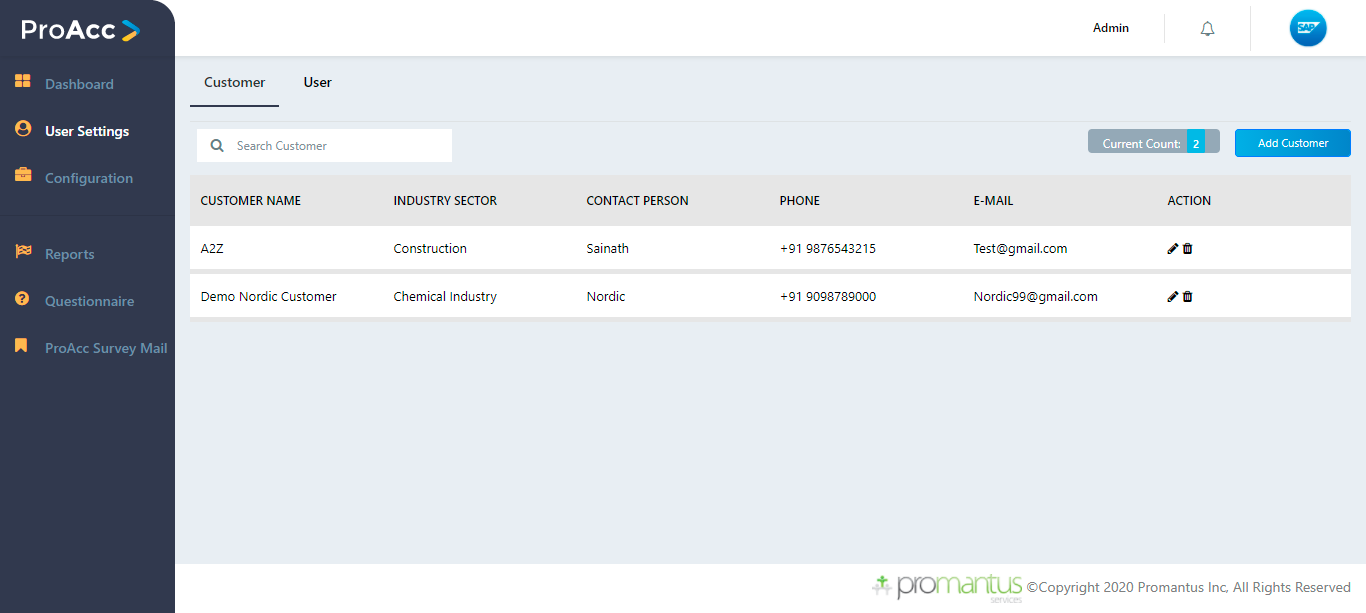 ProAcc
Admin
SAP
Dashboard
User Settings
Configuration
Reports
Questionnaire
ProAcc Survey Mail
Customer User
Search Customer
Current Count: 2
Add Customer
CUSTOMER NAME INDUSTRY SECTOR CONTACT PERSON PHONE E-MAIL ACTION
A2Z Construction Sainath +91 9876543215 Test@gmail.com
Demo Nordic Customer Chemical Industry Nordic +91 9098789000 Nordic99@gmail.com
promantus services ©Copyright 2020 Promantus Inc, All Rights Reserved